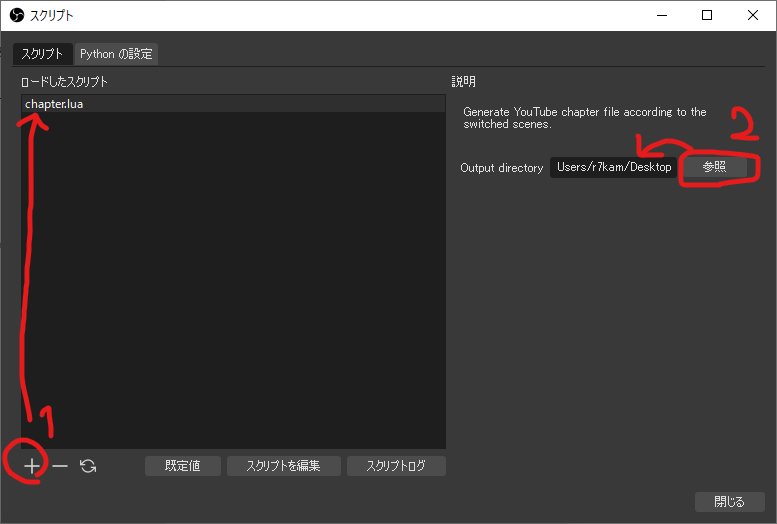 スクリプト
スクリプト
Python の設定
ロードしたスクリプト
説明
chapter.lua
Generate YouTube chapter file according to the
switched scenes.
2
Output directory
Users/r7kam/Desktop
参照
1
既定値
スクリプトを編集
スクリプトログ
閉じる